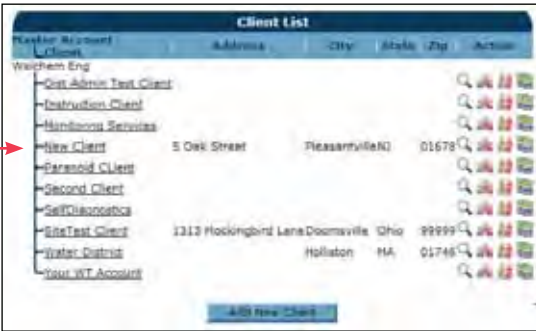 Client List
Master Account
Client Address City State Zip Action
Walchem Eng
Dist Admin Test Client
Instruction Client
Monitoring Services
New Client 5 Oak Street Pleasantville NJ 01678
Paranoid CLient
Second Client
SelfDiagnostics
SiteTest Client 1313 Mockingbird Lane Doomsville Ohio 99999
Water District Holliston MA 01746
Your WT Account
Add New Client